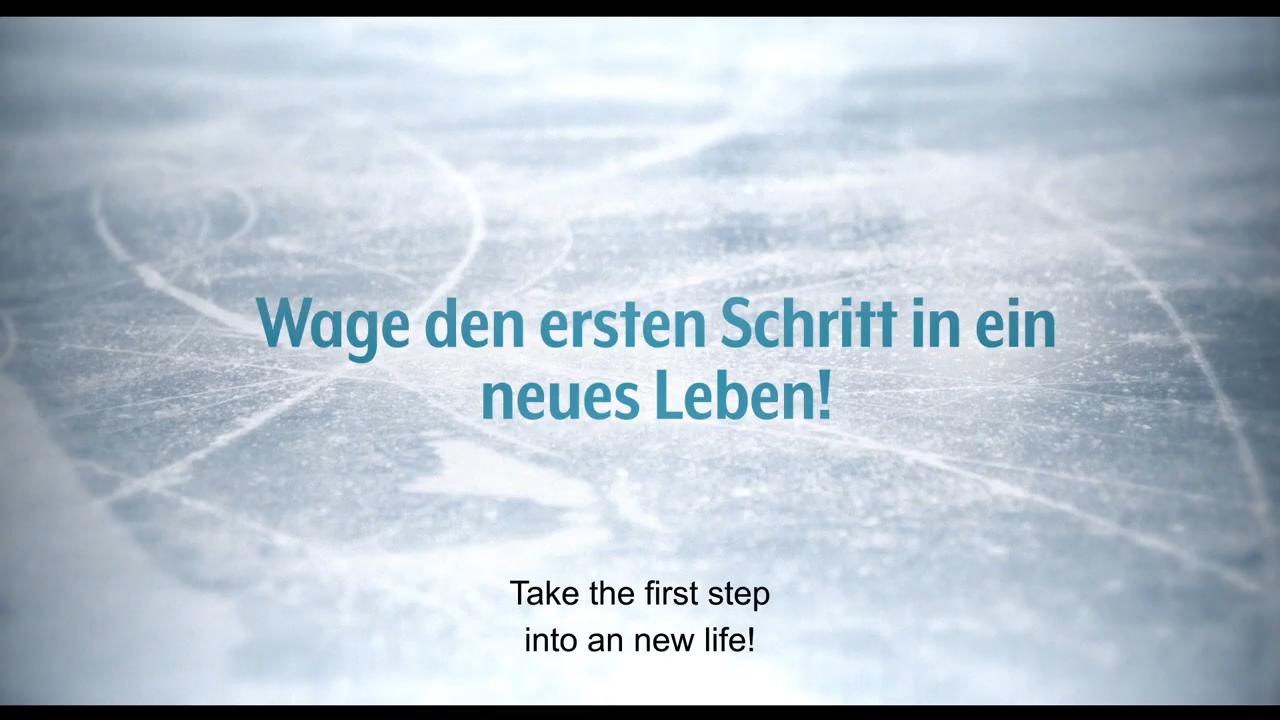 Wage den ersten Schritt in ein
neues Leben!
Take the first step
into an new life!